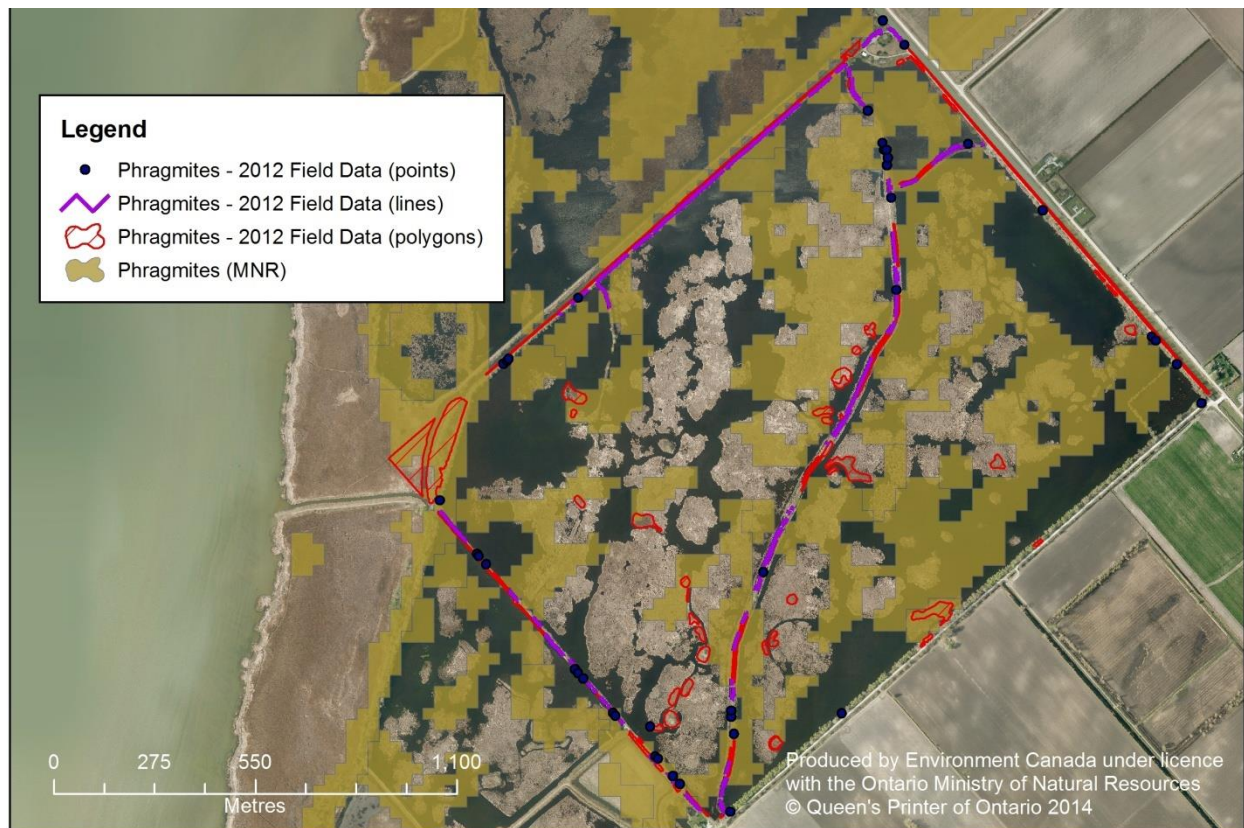 Legend
Phragmites - 2012 Field Data (points)
Phragmites - 2012 Field Data (lines)
Phragmites - 2012 Field Data (polygons)
Phragmites (MNR)
0 275 550 1,100
Metres
Produced by Environment Canada under licence
with the Ontario Ministry of Natural Resources
© Queen's Printer of Ontario 2014